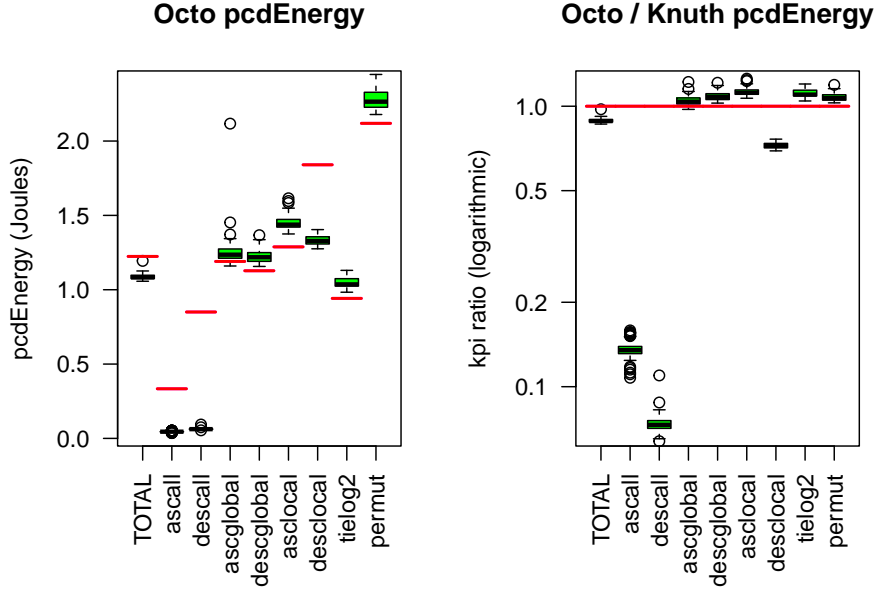 Octo pcdEnergy
pcdEnergy (Joules)
2.0
1.5
1.0
0.5
0.0
TOTAL
ascall
descall
ascglobal
descglobal
asclocal
desclocal
tielog2
permut
Octo / Knuth pcdEnergy
kpi ratio (logarithmic)
1.0
0.5
0.2
0.1
TOTAL
ascall
descall
ascglobal
descglobal
asclocal
desclocal
tielog2
permut